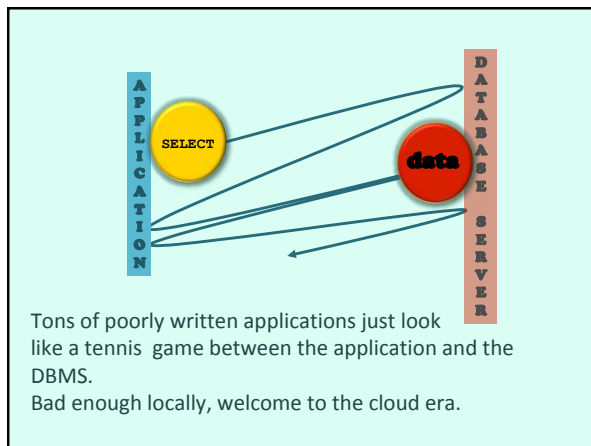 APPLICATION
SELECT
data
DATABASE SERVER
Tons of poorly written applications just look
like a tennis game between the application and the
DBMS.
Bad enough locally, welcome to the cloud era.